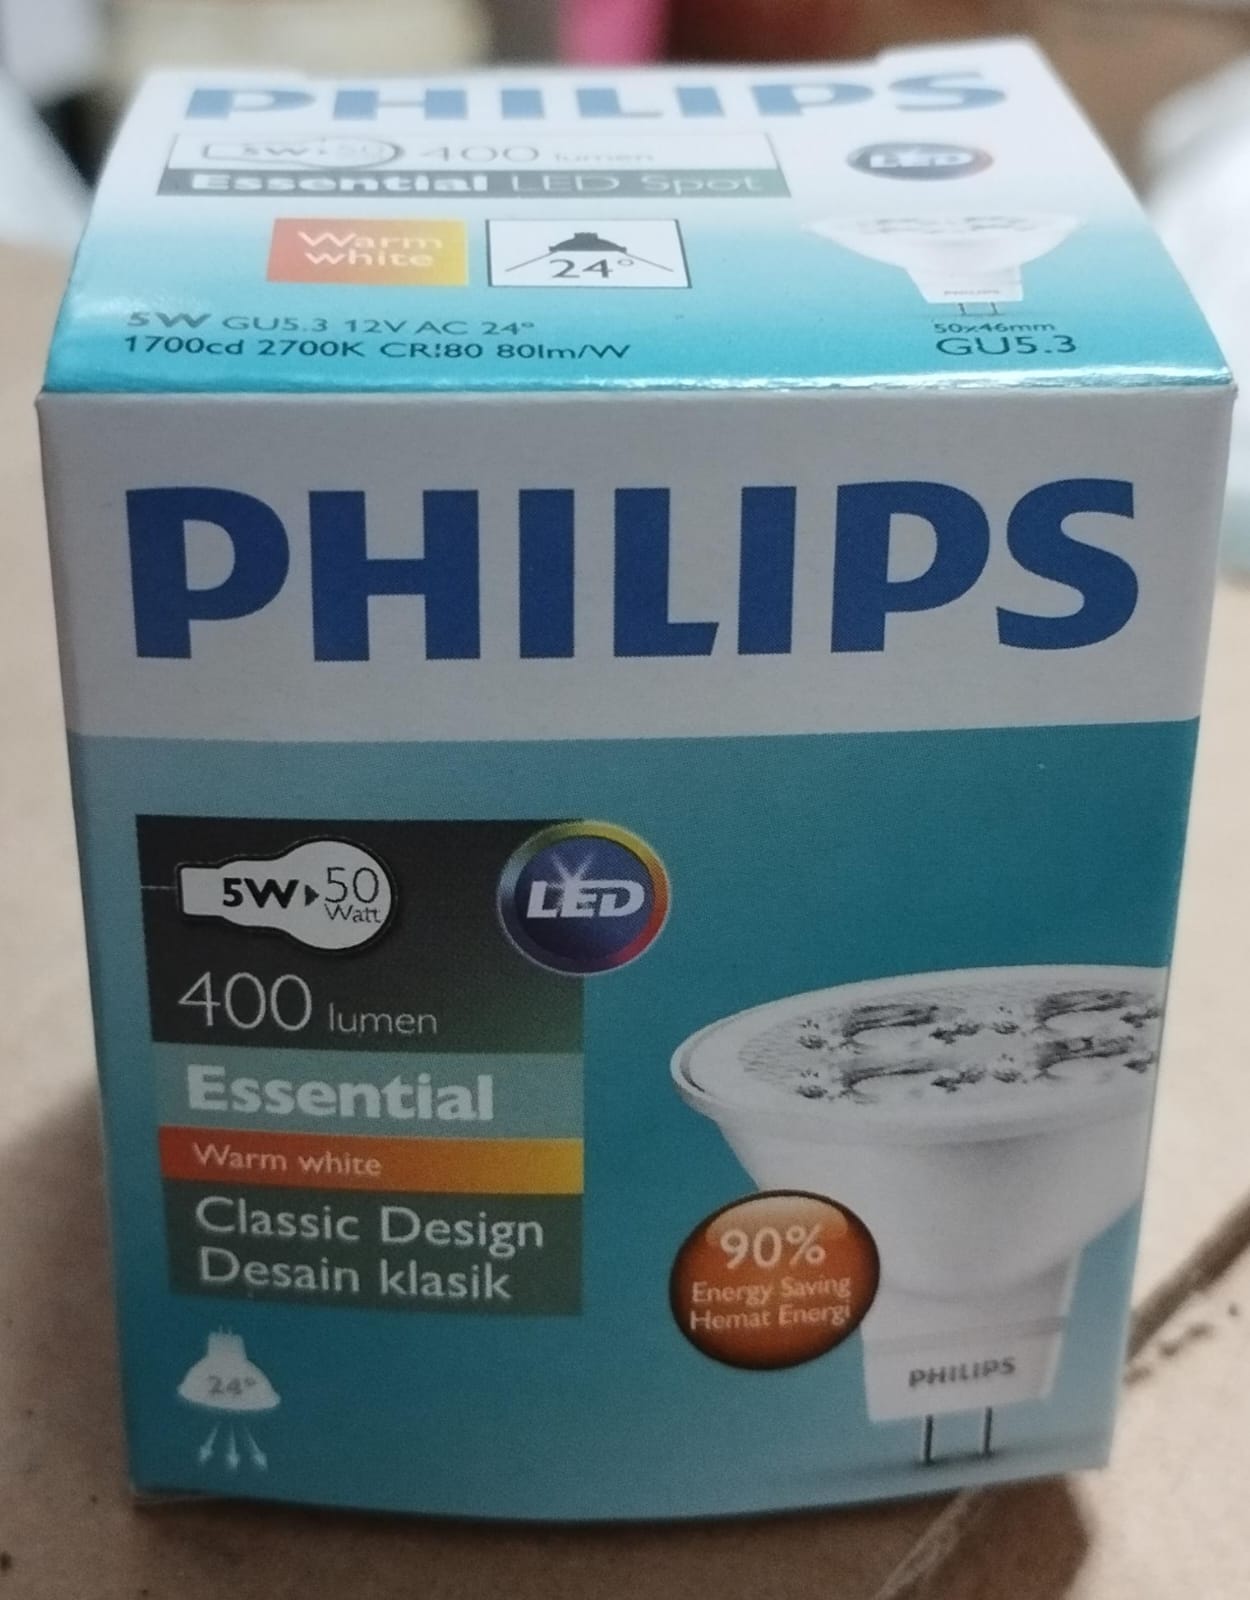 PHILIPS
5W▸50 400 lumen
LED
Essential LED Spot
Warm
white
24°
PHILIPS
5W GU5.3 12V AC 24°
1700cd 2700K CRI80 80lm/W
50x46mm
GU5.3
PHILIPS
5W▸50
Watt
LED
400 lumen
Essential
Warm white
Classic Design
Desain klasik
90%
Energy Saving
Hemat Energi
24°
PHILIPS